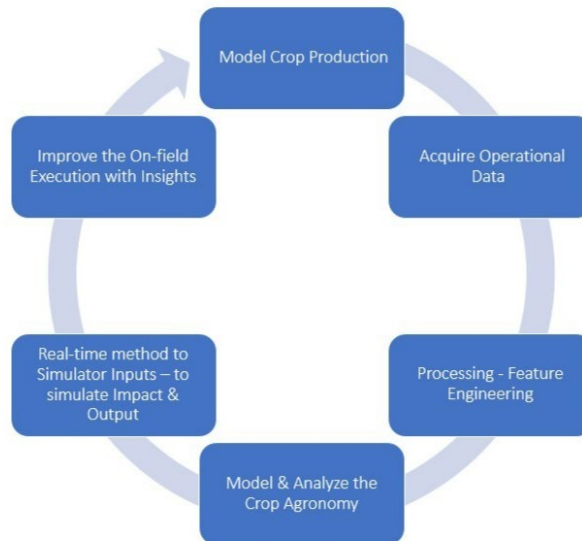 Model Crop Production
Acquire Operational
Data
Processing - Feature
Engineering
Model & Analyze the
Crop Agronomy
Real-time method to
Simulator Inputs – to
simulate Impact &
Output
Improve the On-field
Execution with Insights